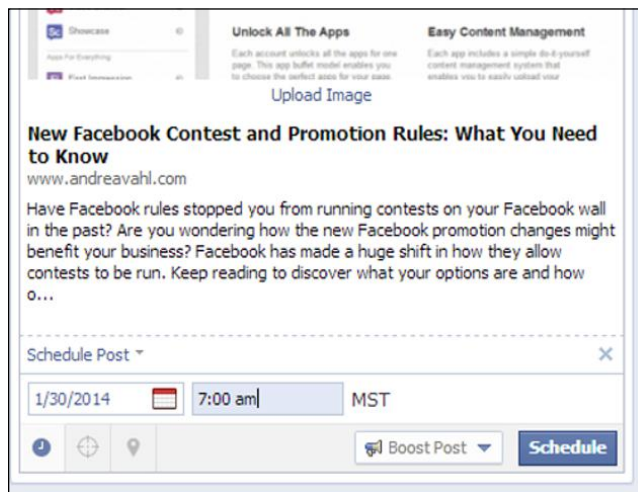 Sc Showcase
Unlock All The Apps
Easy Content Management
Apps For Everything
Each account unlocks all the apps for one
page. This app buffet model enables you
to choose the perfect apps for your page.
Each app includes a simple do-it-yourself
content management system that
enables you to easily upload your
Fast Impression
Upload Image
New Facebook Contest and Promotion Rules: What You Need
to Know
www.andreavahl.com
Have Facebook rules stopped you from running contests on your Facebook wall
in the past? Are you wondering how the new Facebook promotion changes might
benefit your business? Facebook has made a huge shift in how they allow
contests to be run. Keep reading to discover what your options are and how
o...
Schedule Post
1/30/2014 7:00 am MST
Boost Post Schedule